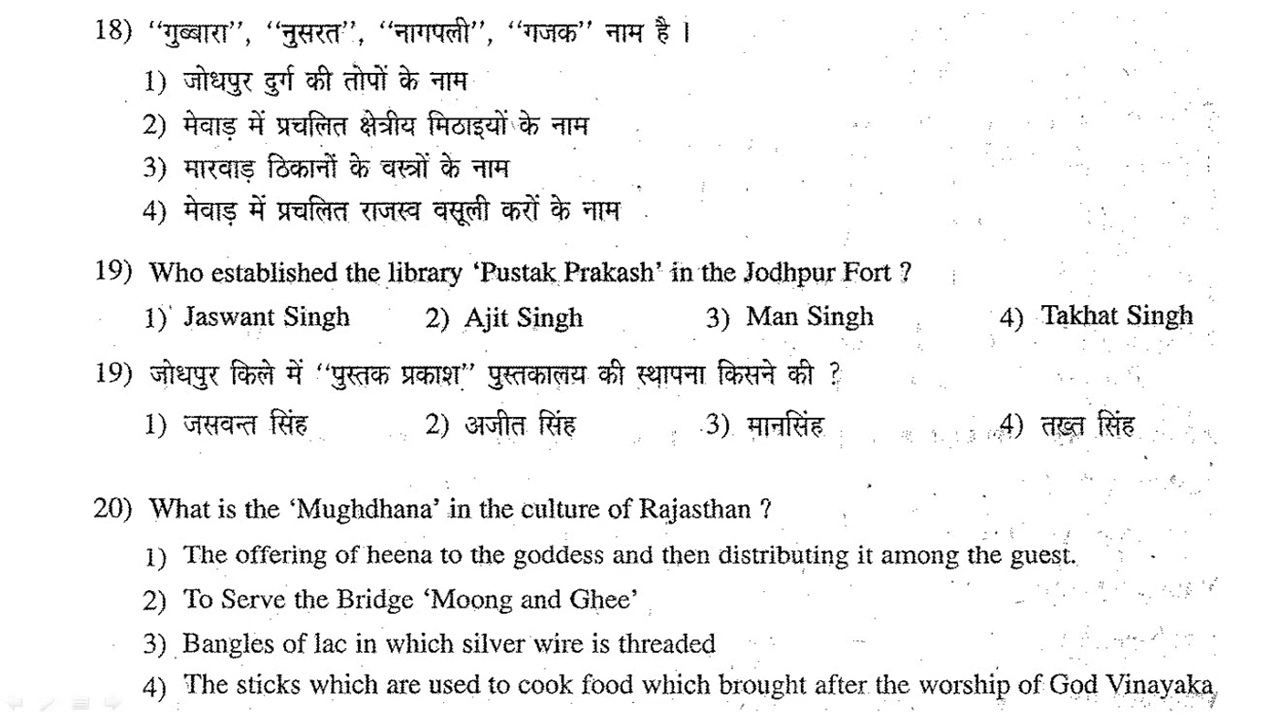 18) “गुब्बारा”, “नुसरत”, “नागपली”, “गजक” नाम है ।
1) जोधपुर दुर्ग की तोपों के नाम
2) मेवाड़ में प्रचलित क्षेत्रीय मिठाइयों के नाम
3) मारवाड़ ठिकानों के वस्त्रों के नाम
4) मेवाड़ में प्रचलित राजस्व वसूली करों के नाम
19) Who established the library ‘Pustak Prakash’ in the Jodhpur Fort ?
1) Jaswant Singh 2) Ajit Singh 3) Man Singh 4) Takhat Singh
19) जोधपुर किले में “पुस्तक प्रकाश” पुस्तकालय की स्थापना किसने की ?
1) जसवन्त सिंह 2) अजीत सिंह 3) मानसिंह 4) तख़्त सिंह
20) What is the ‘Mughdhana’ in the culture of Rajasthan ?
1) The offering of heena to the goddess and then distributing it among the guest.
2) To Serve the Bridge ‘Moong and Ghee’
3) Bangles of lac in which silver wire is threaded
4) The sticks which are used to cook food which brought after the worship of God Vinayaka